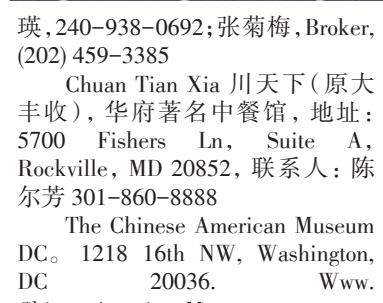 瑛,240-938-0692;张菊梅,Broker,
(202) 459-3385
Chuan Tian Xia 川天下(原大
丰收), 华府著名中餐馆, 地址:
5700 Fishers Ln, Suite A,
Rockville, MD 20852, 联系人: 陈
尔芳 301-860-8888
The Chinese American Museum
DC。 1218 16th NW, Washington,
DC 20036. Www.